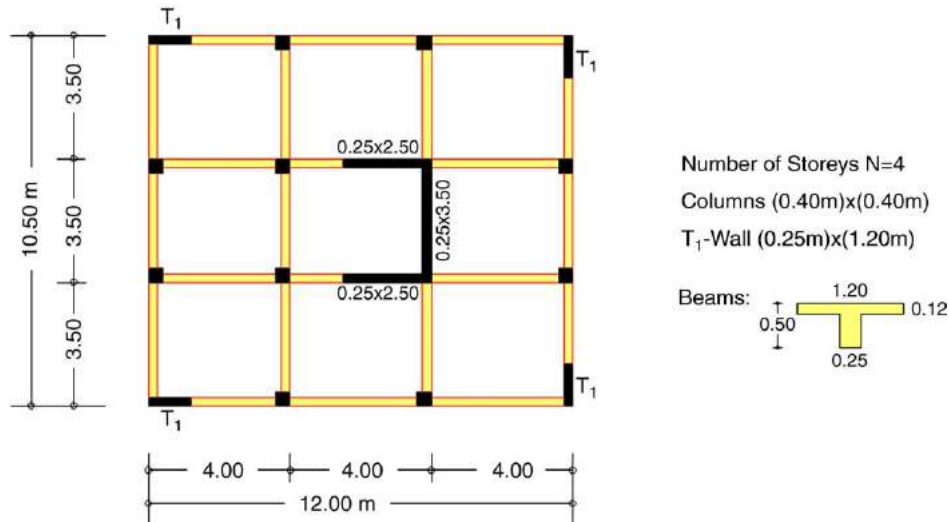 T1
T1
3.50
10.50 m
3.50
3.50
0.25x2.50
0.25x3.50
0.25x2.50
T1
T1
4.00
4.00
4.00
12.00 m
Number of Storeys N=4
Columns (0.40m)x(0.40m)
T1-Wall (0.25m)x(1.20m)
Beams:
1.20
0.50
0.12
0.25